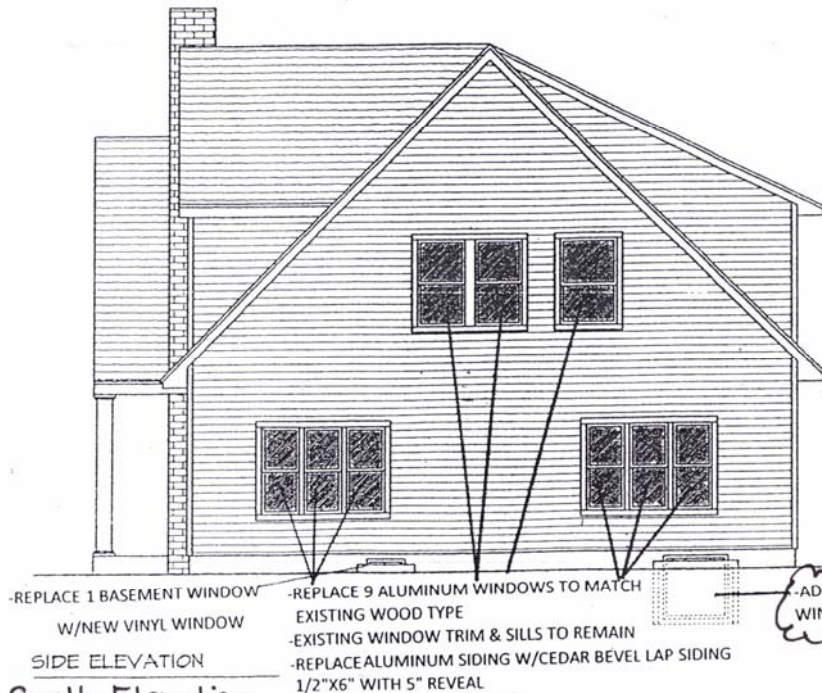 -REPLACE 1 BASEMENT WINDOW
W/NEW VINYL WINDOW
SIDE ELEVATION
-REPLACE 9 ALUMINUM WINDOWS TO MATCH
EXISTING WOOD TYPE
-EXISTING WINDOW TRIM & SILLS TO REMAIN
-REPLACE ALUMINUM SIDING W/CEDAR BEVEL LAP SIDING
1/2"X6" WITH 5" REVEAL